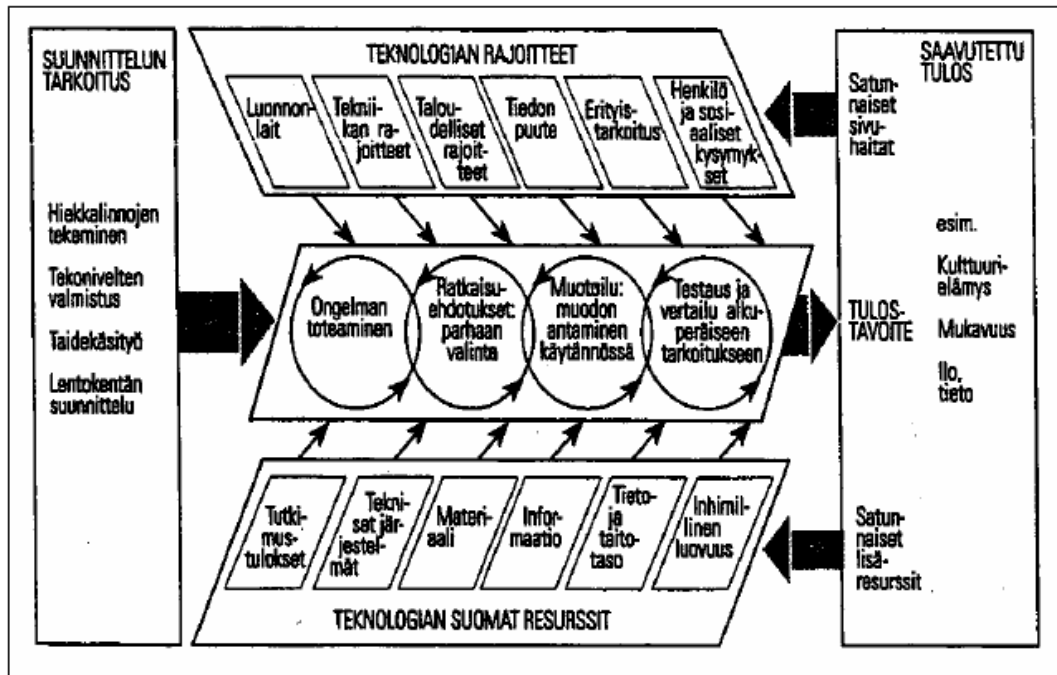 SUUNNITTELUN
TARKOITUS
Hiekkalinnojen
tekeminen
Tekonivelten
valmistus
Taidekäsityö
Lentokentän
suunnittelu
TEKNOLOGIAN RAJOITTEET
Luonnon-
lait
Teknii-
kan ra-
joitteet
Talou-
delliset
rajoit-
teet
Tiedon
puute
Erityis-
tarkoitus
Henkilö
ja sosi-
aaliset
kysymyk-
set
Ongelman
toteaminen
Ratkaisu-
ehdotukset:
parhaan
valinta
Muotoilu:
muodon
antaminen
käytännössä
Testaus ja
vertailu alku-
peräiseen
tarkoitukseen
Tutki-
mus-
tulokset
Tekni-
set jär-
jestel-
mät
Materi-
aali
Infor-
maatio
Tieto-
ja
taito-
taso
Inhimil-
linen
luovuus
TEKNOLOGIAN SUOMAT RESURSSIT
SAAVUTETTU
TULOS
Satun-
naiset
sivu-
haitat
TULOS-
TAVOITE
esim.
Kulttuuri-
elämys
Mukavuus
Ilo,
tieto
Satun-
naiset
lisä-
resurssit